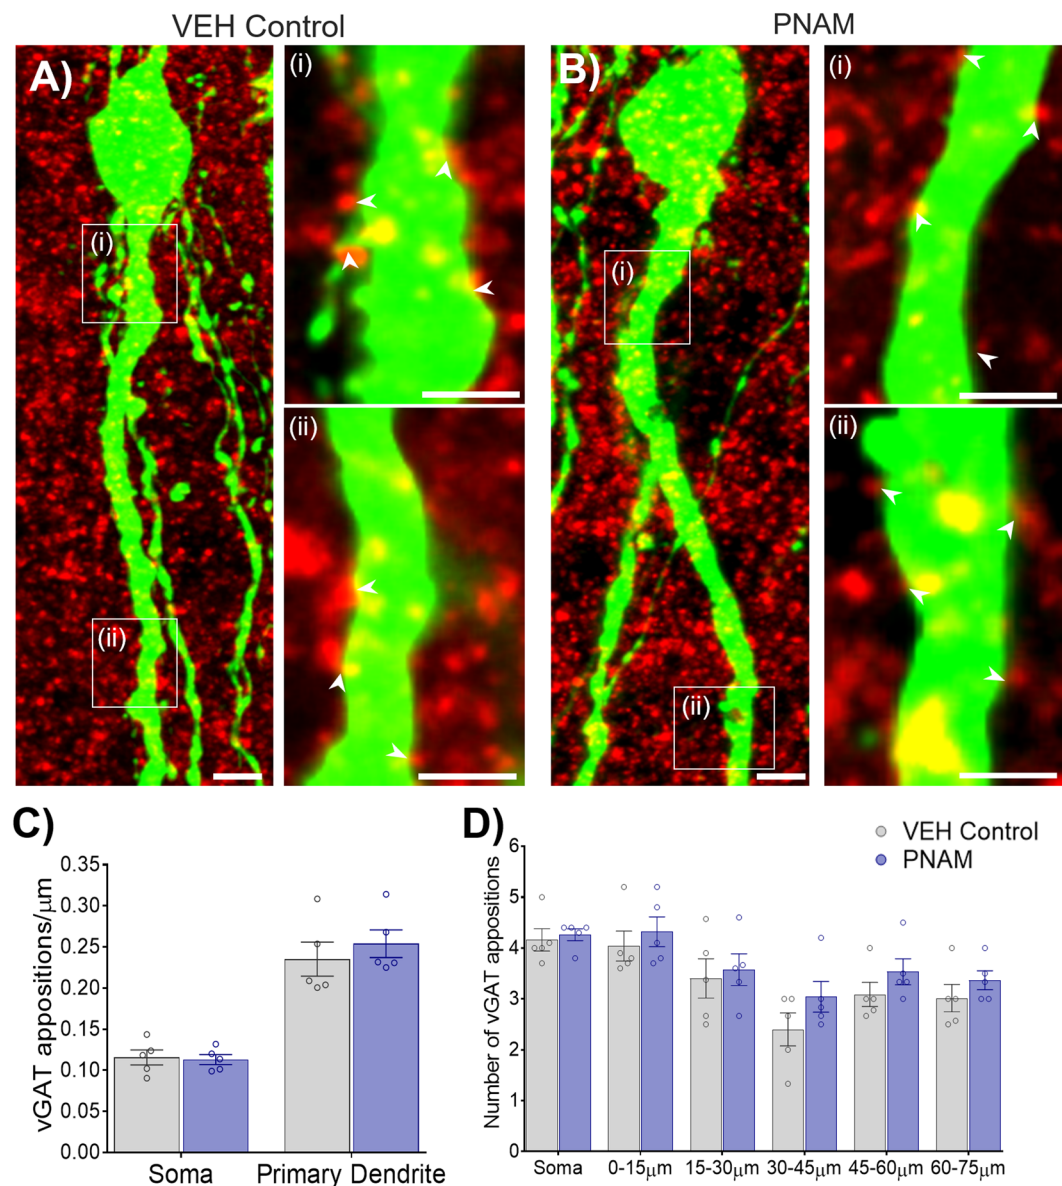 VEH Control
PNAM
A)
(i)
(ii)
(i)
(ii)
B)
(i)
(ii)
(i)
(ii)
C)
vGAT appositions/μm
0.35
0.30
0.25
0.20
0.15
0.10
0.05
0.00
Soma
Primary Dendrite
D)
VEH Control
PNAM
Number of vGAT appositions
6
5
4
3
2
1
0
Soma
0-15μm
15-30μm
30-45μm
45-60μm
60-75μm